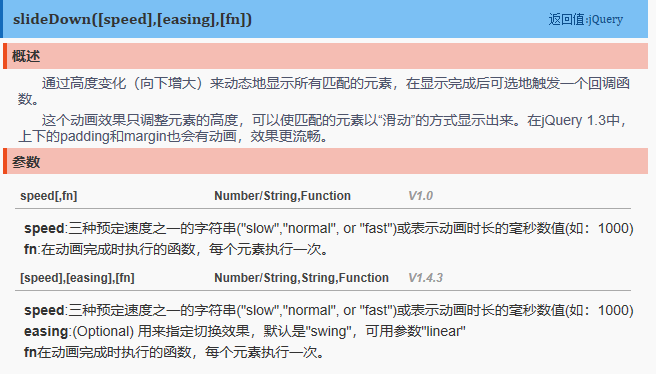 slideDown([speed],[easing],[fn])
返回值:jQuery
概述
通过高度变化（向下增大）来动态地显示所有匹配的元素，在显示完成后可选地触发一个回调函
数。
这个动画效果只调整元素的高度，可以使匹配的元素以“滑动”的方式显示出来。在jQuery 1.3中，
上下的padding和margin也会有动画，效果更流畅。
参数
speed[,fn] Number/String,Function V1.0
speed:三种预定速度之一的字符串("slow","normal", or "fast")或表示动画时长的毫秒数值(如：1000)
fn:在动画完成时执行的函数，每个元素执行一次。
[speed],[easing],[fn] Number/String,String,Function V1.4.3
speed:三种预定速度之一的字符串("slow","normal", or "fast")或表示动画时长的毫秒数值(如：1000)
easing:(Optional) 用来指定切换效果，默认是"swing"，可用参数"linear"
fn在动画完成时执行的函数，每个元素执行一次。